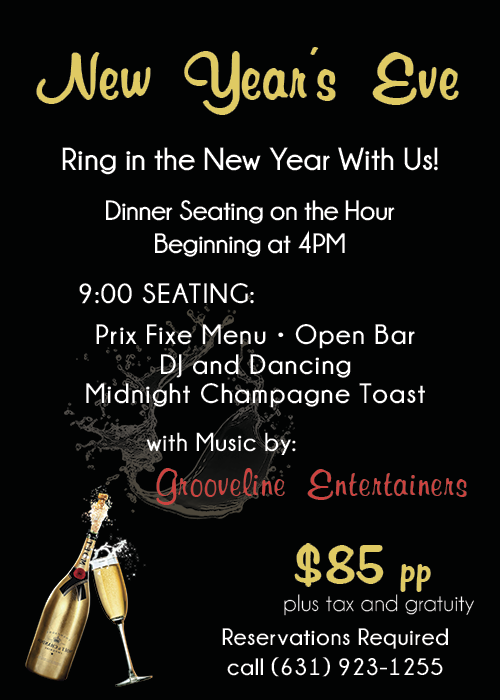 New Year's Eve
Ring in the New Year With Us!
Dinner Seating on the Hour
Beginning at 4PM
9:00 SEATING:
Prix Fixe Menu • Open Bar
DJ and Dancing
Midnight Champagne Toast
with Music by:
Grooveline Entertainers
$85 pp
plus tax and gratuity
Reservations Required
call (631) 923-1255